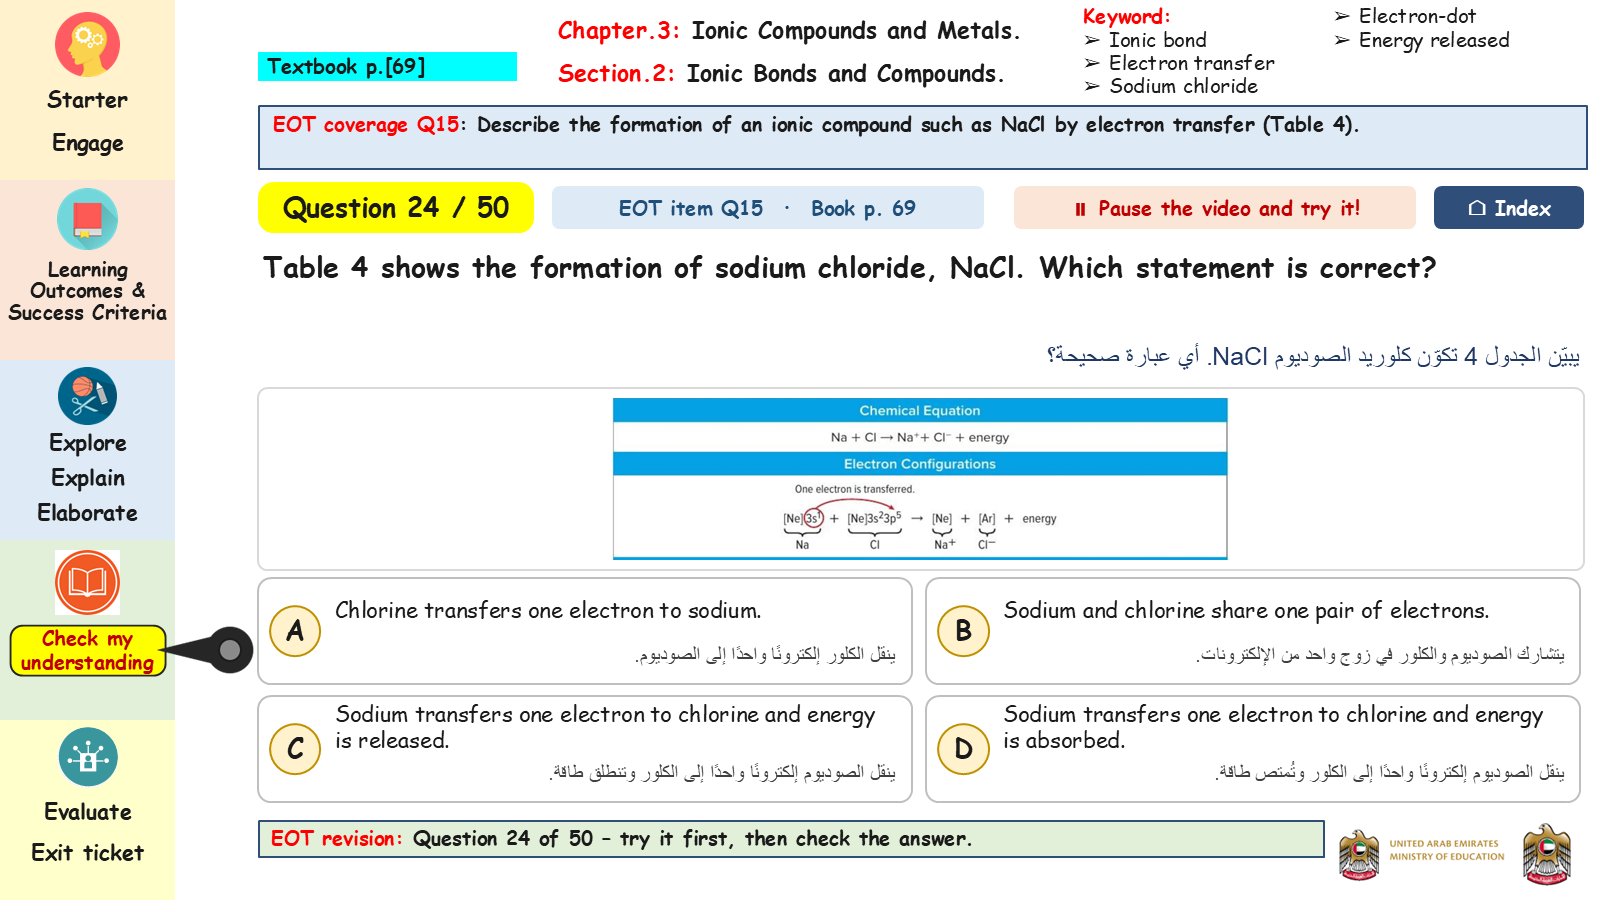 Starter
Engage
Learning
Outcomes &
Success Criteria
Explore
Explain
Elaborate
Check my
understanding
Evaluate
Exit ticket
Textbook p.[69]
Chapter.3: Ionic Compounds and Metals.
Section.2: Ionic Bonds and Compounds.
Keyword:
➢ Ionic bond
➢ Electron transfer
➢ Sodium chloride
➢ Electron-dot
➢ Energy released
EOT coverage Q15: Describe the formation of an ionic compound such as NaCl by electron transfer (Table 4).
Question 24 / 50
EOT item Q15 · Book p. 69
⏸ Pause the video and try it!
Index
Table 4 shows the formation of sodium chloride, NaCl. Which statement is correct?
يبيّن الجدول 4 تكوّن كلوريد الصوديوم NaCl. أي عبارة صحيحة؟
Chemical Equation
Na + Cl → Na⁺ + Cl⁻ + energy
Electron Configurations
One electron is transferred.
[Ne]3s¹ + [Ne]3s²3p⁵ → [Ne] + [Ar] + energy
Na Cl Na⁺ Cl⁻
A
Chlorine transfers one electron to sodium.
ينقل الكلور إلكترونًا واحدًا إلى الصوديوم.
B
Sodium and chlorine share one pair of electrons.
يتشارك الصوديوم والكلور في زوج واحد من الإلكترونات.
C
Sodium transfers one electron to chlorine and energy
is released.
ينقل الصوديوم إلكترونًا واحدًا إلى الكلور وتنطلق طاقة.
D
Sodium transfers one electron to chlorine and energy
is absorbed.
ينقل الصوديوم إلكترونًا واحدًا إلى الكلور وتُمتص طاقة.
EOT revision: Question 24 of 50 – try it first, then check the answer.
UNITED ARAB EMIRATES
MINISTRY OF EDUCATION